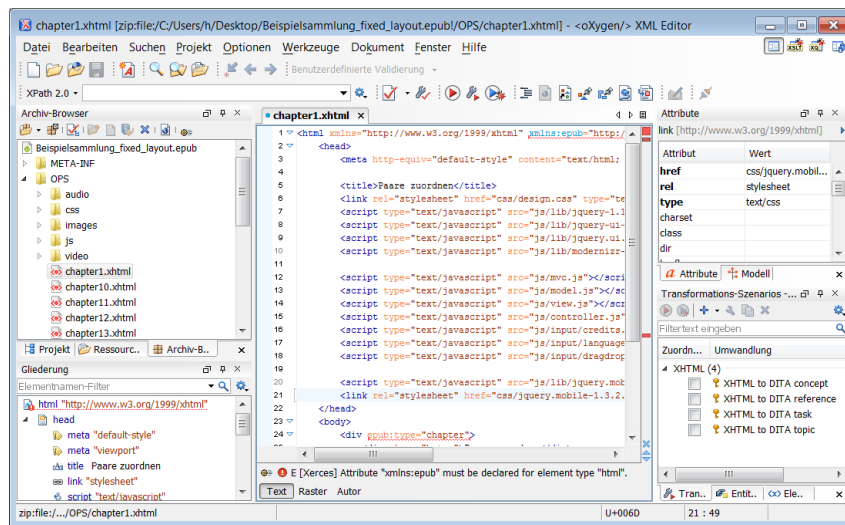 chapter1.xhtml [zip:file:/C:/Users/h/Desktop/Beispielsammlung_fixed_layout.epub!/OPS/chapter1.xhtml] - <oXygen/> XML Editor
Datei Bearbeiten Suchen Projekt Optionen Werkzeuge Dokument Fenster Hilfe
Benutzerdefinierte Validierung
XPath 2.0
Archiv-Browser
Beispielsammlung_fixed_layout.epub
META-INF
OPS
audio
css
images
js
video
chapter1.xhtml
chapter10.xhtml
chapter11.xhtml
chapter12.xhtml
chapter13.xhtml
Projekt Ressourc.. Archiv-B..
Gliederung
Elementnamen-Filter
html "http://www.w3.org/1999/xhtml"
head
meta "default-style"
meta "viewport"
title Paare zuordnen
link "stylesheet"
script "text/javascript"
chapter1.xhtml
1 <html xmlns="http://www.w3.org/1999/xhtml" xmlns:epub="http:/
2 <head>
3 <meta http-equiv="default-style" content="text/html;
4
5 <title>Paare zuordnen</title>
6 <link rel="stylesheet" href="css/design.css" type="te
7 <script type="text/javascript" src="js/lib/jquery-1.1
8 <script type="text/javascript" src="js/lib/jquery-ui-
9 <script type="text/javascript" src="js/lib/jquery.ui.
10 <script type="text/javascript" src="js/lib/modernizr-
11
12 <script type="text/javascript" src="js/mvc.js"></scri
13 <script type="text/javascript" src="js/model.js"></sc
14 <script type="text/javascript" src="js/view.js"></scr
15 <script type="text/javascript" src="js/controller.js"
16 <script type="text/javascript" src="js/input/credits.
17 <script type="text/javascript" src="js/input/language
18 <script type="text/javascript" src="js/input/dragdrop
19
20 <script type="text/javascript" src="js/lib/jquery.mob
21 <link rel="stylesheet" href="css/jquery.mobile-1.3.2.
22 </head>
23 <body>
24 <div epub:type="chapter">
E [Xerces] Attribute "xmlns:epub" must be declared for element type "html".
Text Raster Autor
Attribute
link [http://www.w3.org/1999/xhtml]
Attribut Wert
href css/jquery.mobil...
rel stylesheet
type text/css
charset
class
dir
Attribute Modell
Transformations-Szenarios -...
Filtertext eingeben
Zuordn... Umwandlung
XHTML (4)
XHTML to DITA concept
XHTML to DITA reference
XHTML to DITA task
XHTML to DITA topic
Tran.. Entit.. Ele..
zip:file:/.../OPS/chapter1.xhtml
U+006D
21 : 49